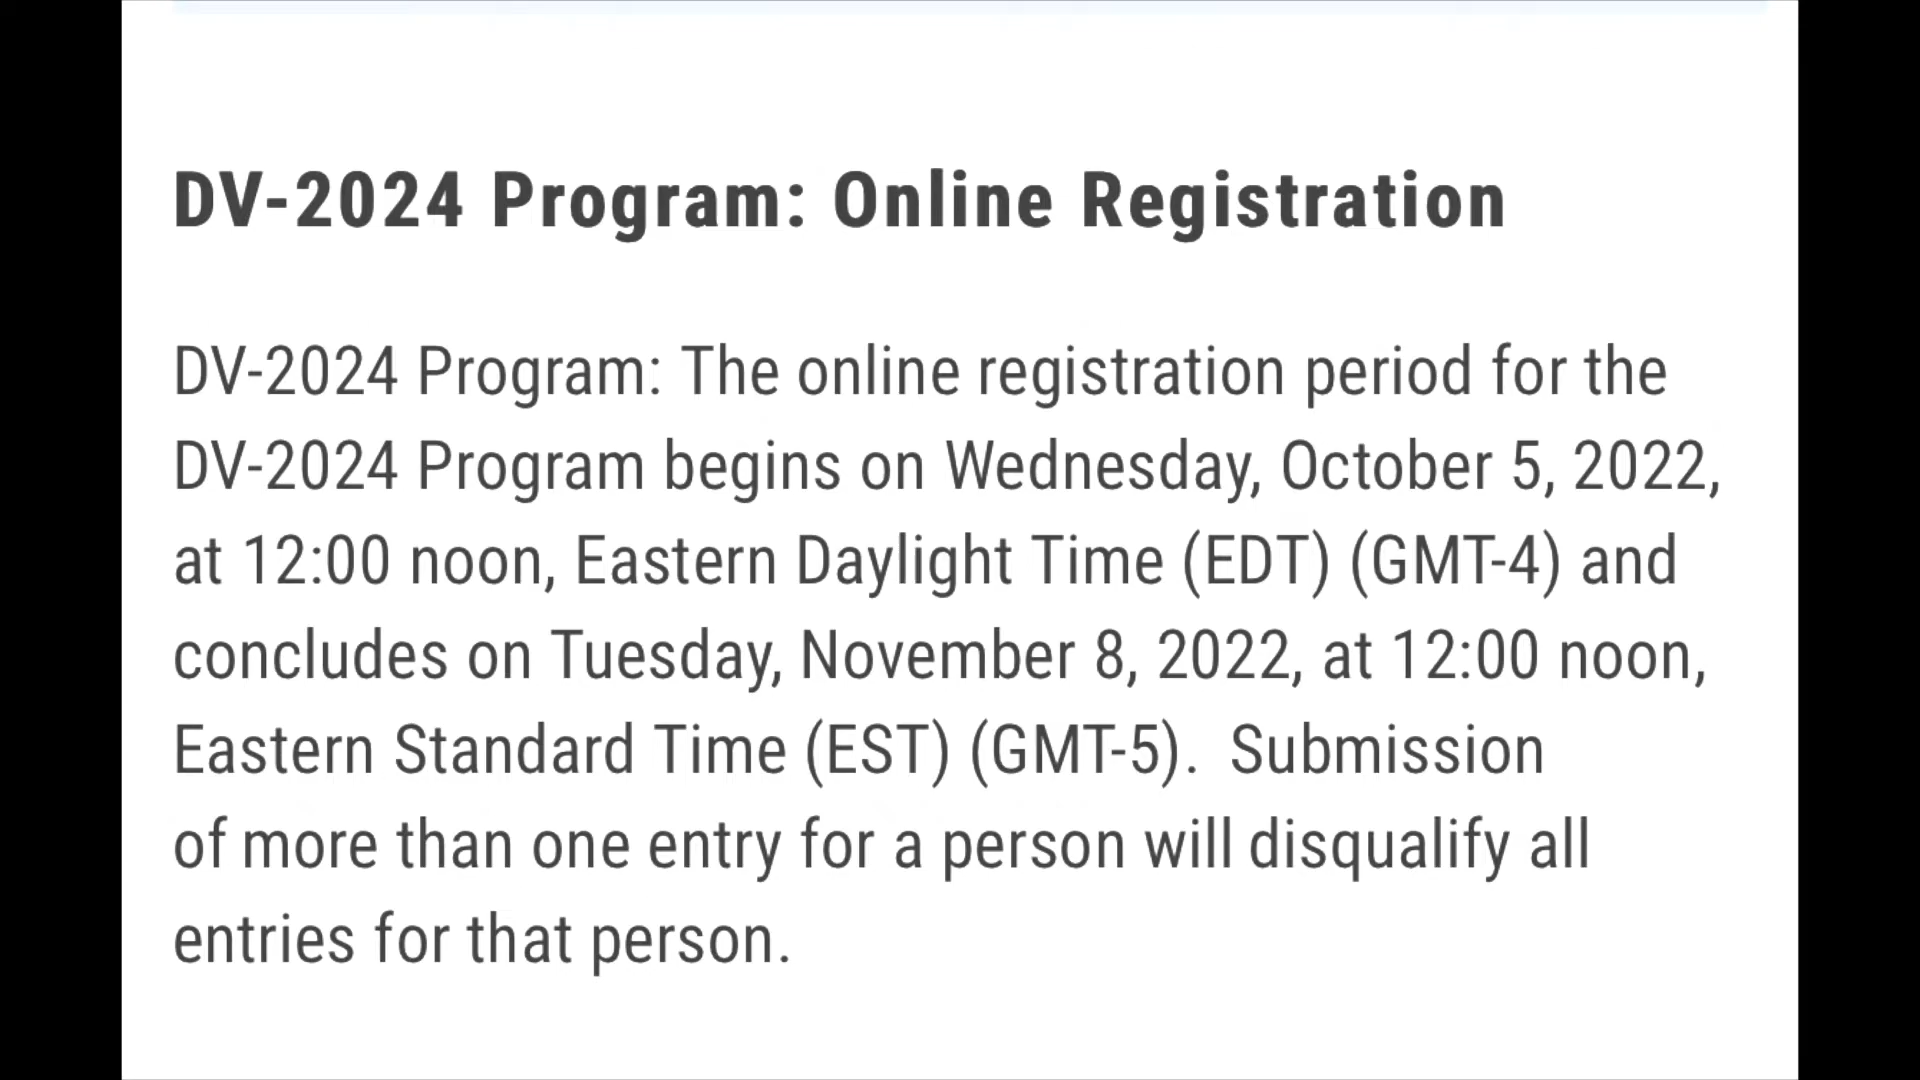 DV-2024 Program: Online Registration
DV-2024 Program: The online registration period for the
DV-2024 Program begins on Wednesday, October 5, 2022,
at 12:00 noon, Eastern Daylight Time (EDT) (GMT-4) and
concludes on Tuesday, November 8, 2022, at 12:00 noon,
Eastern Standard Time (EST) (GMT-5).  Submission
of more than one entry for a person will disqualify all
entries for that person.